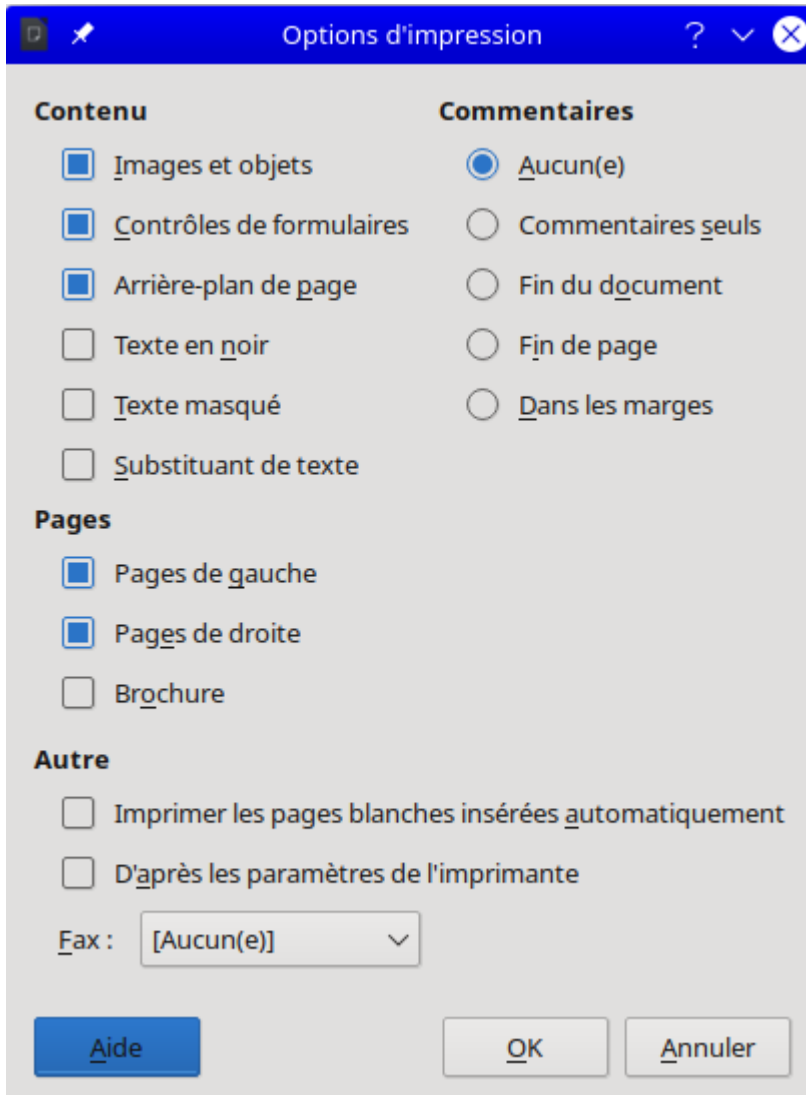 Options d'impression
Contenu
Images et objets
Contrôles de formulaires
Arrière-plan de page
Texte en noir
Texte masqué
Substituant de texte
Commentaires
Aucun(e)
Commentaires seuls
Fin du document
Fin de page
Dans les marges
Pages
Pages de gauche
Pages de droite
Brochure
Autre
Imprimer les pages blanches insérées automatiquement
D'après les paramètres de l'imprimante
Fax : [Aucun(e)]
Aide OK Annuler